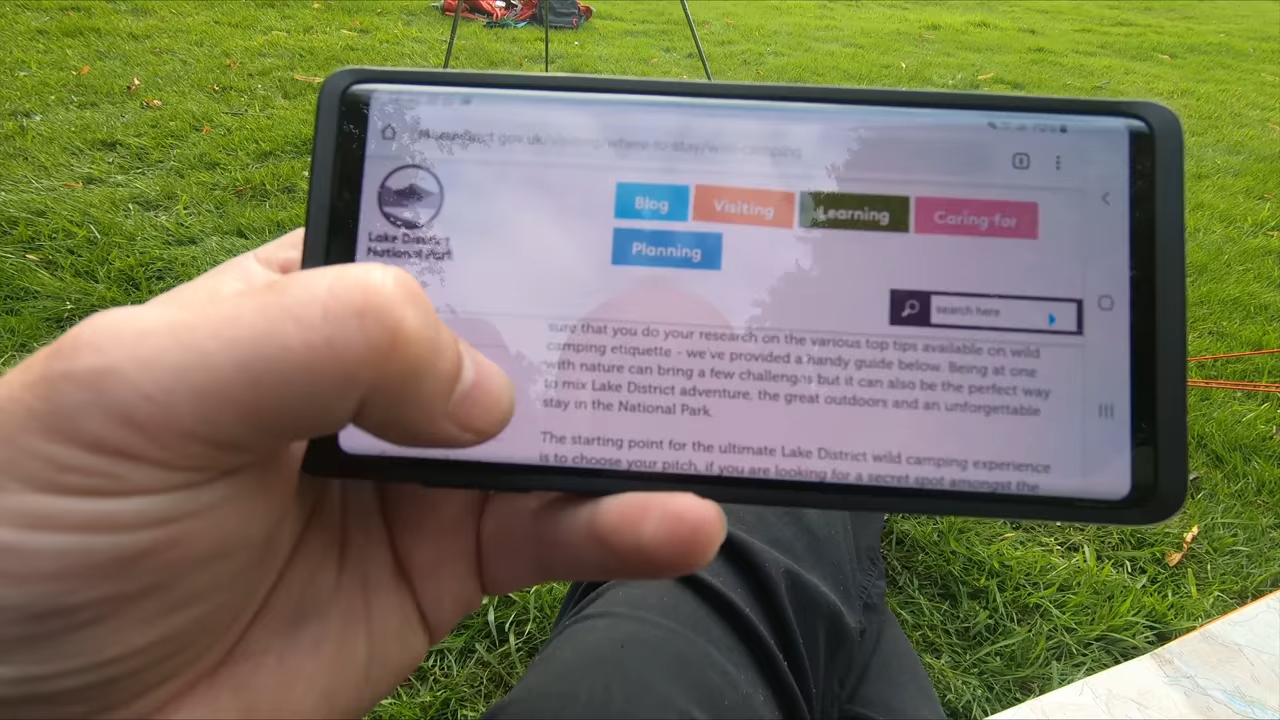 gov.uk/visiting/where-to-stay/wild-camping
Lake District
National Park
Blog
Visiting
Learning
Caring for
Planning
search here
sure that you do your research on the various top tips available on wild
camping etiquette - we've provided a handy guide below. Being at one
with nature can bring a few challenges but it can also be the perfect way
to mix Lake District adventure, the great outdoors and an unforgettable
stay in the National Park.
The starting point for the ultimate Lake District wild camping experience
is to choose your pitch, if you are looking for a secret spot amongst the